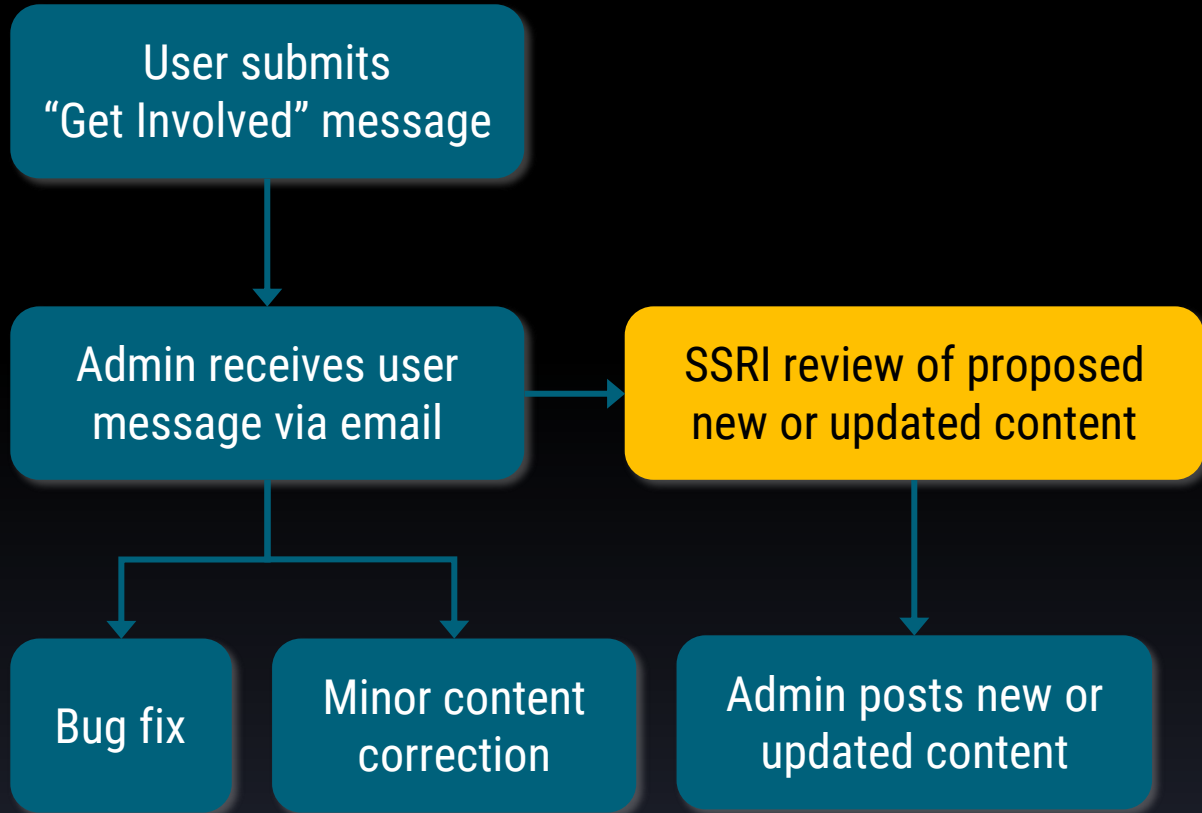 User submits
“Get Involved” message
Admin receives user
message via email
SSRI review of proposed
new or updated content
Bug fix
Minor content
correction
Admin posts new or
updated content